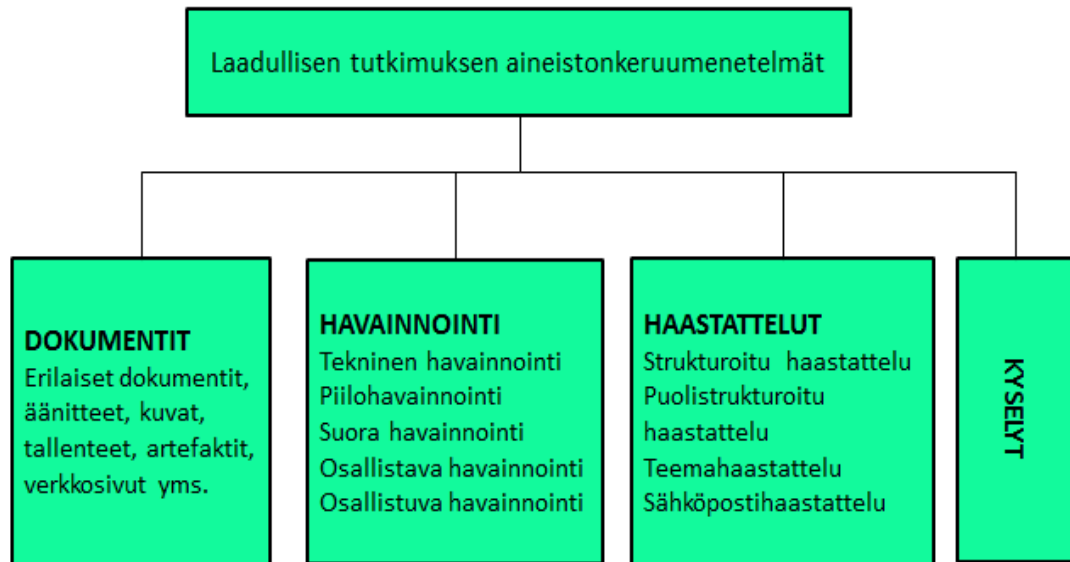 Laadullisen tutkimuksen aineistonkeruumenetelmät
DOKUMENTIT
Erilaiset dokumentit,
äänitteet, kuvat,
tallenteet, artefaktit,
verkkosivut yms.
HAVAINNOINTI
Tekninen havainnointi
Piilohavainnointi
Suora havainnointi
Osallistava havainnointi
Osallistuva havainnointi
HAASTATTELUT
Strukturoitu haastattelu
Puolistrukturoitu
haastattelu
Teemahaastattelu
Sähköpostihaastattelu
KYSELYT